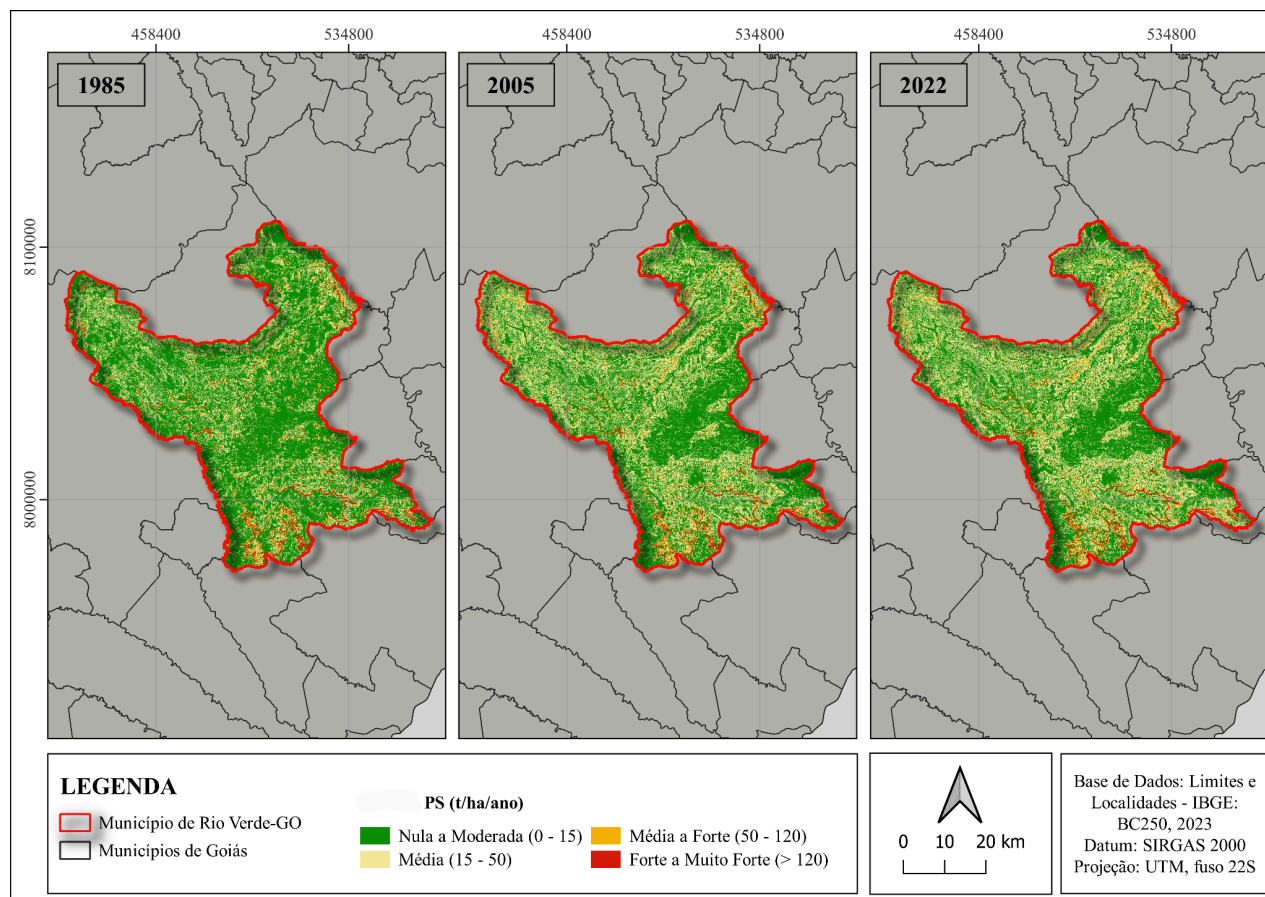 458400
534800
458400
534800
458400
534800
1985
2005
2022
8100000
8000000
LEGENDA
Município de Rio Verde-GO
Municípios de Goiás
PS (t/ha/ano)
Nula a Moderada (0 - 15)
Média (15 - 50)
Média a Forte (50 - 120)
Forte a Muito Forte (> 120)
0 10 20 km
Base de Dados: Limites e
Localidades - IBGE:
BC250, 2023
Datum: SIRGAS 2000
Projeção: UTM, fuso 22S